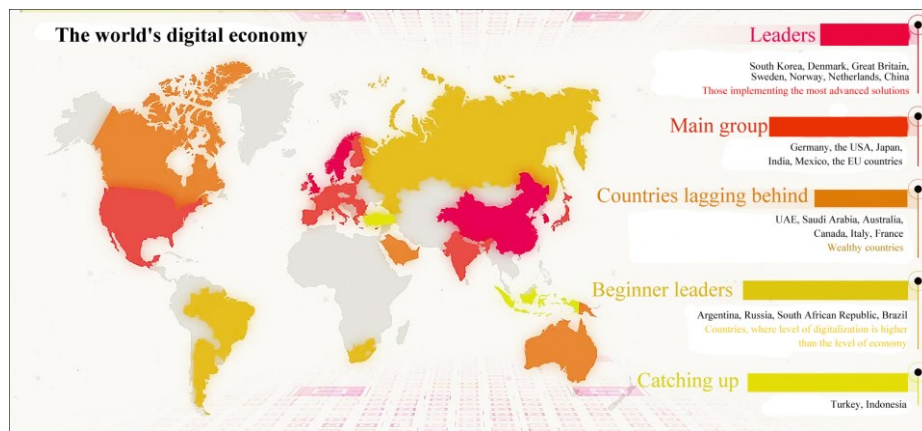 The world's digital economy
Leaders
South Korea, Denmark, Great Britain,
Sweden, Norway, Netherlands, China
Those implementing the most advanced solutions
Main group
Germany, the USA, Japan,
India, Mexico, the EU countries
Countries lagging behind
UAE, Saudi Arabia, Australia,
Canada, Italy, France
Wealthy countries
Beginner leaders
Argentina, Russia, South African Republic, Brazil
Countries, where level of digitalization is higher
than the level of economy
Catching up
Turkey, Indonesia